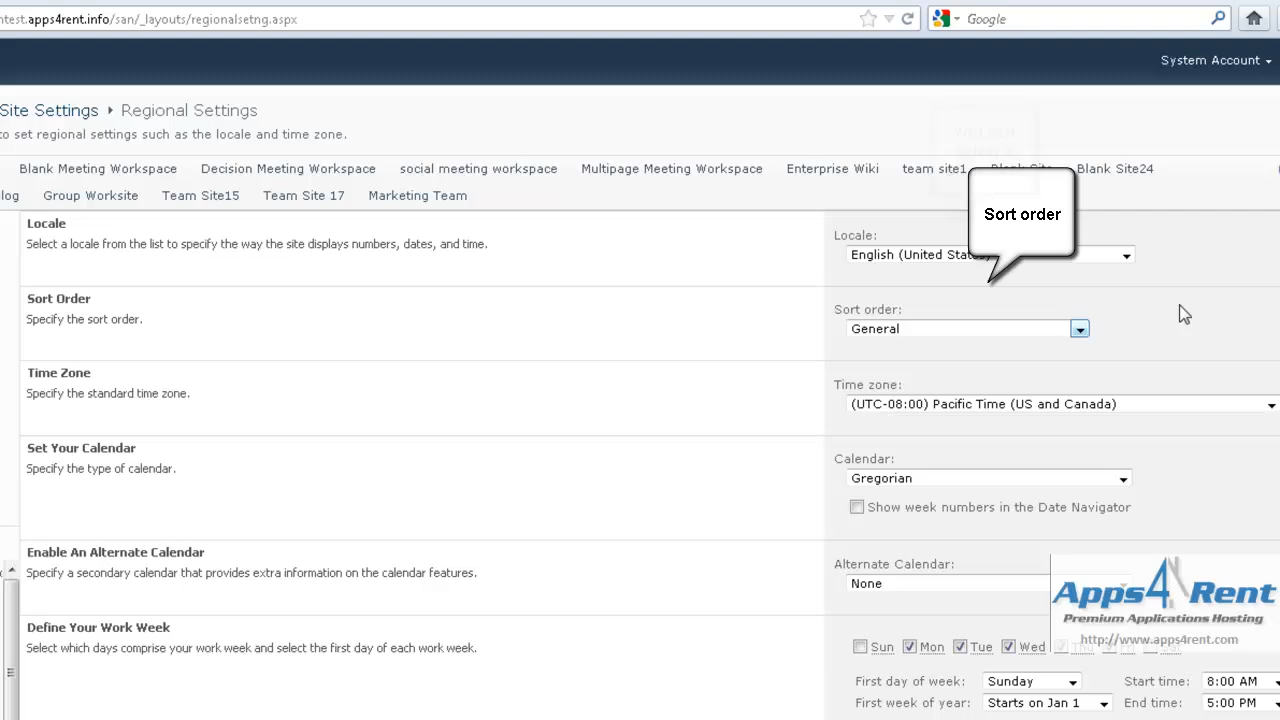 ntest.apps4rent.info/san/_layouts/regionalsetng.aspx
Google
System Account
Site Settings Regional Settings
to set regional settings such as the locale and time zone.
Blank Meeting Workspace Decision Meeting Workspace social meeting workspace Multipage Meeting Workspace Enterprise Wiki team site1 Blank Site Blank Site24
log Group Worksite Team Site15 Team Site 17 Marketing Team
Sort order
Locale
Select a locale from the list to specify the way the site displays numbers, dates, and time.
Locale:
English (United States)
Sort Order
Specify the sort order.
Sort order:
General
Time Zone
Specify the standard time zone.
Time zone:
(UTC-08:00) Pacific Time (US and Canada)
Set Your Calendar
Specify the type of calendar.
Calendar:
Gregorian
Show week numbers in the Date Navigator
Enable An Alternate Calendar
Specify a secondary calendar that provides extra information on the calendar features.
Alternate Calendar:
None
Define Your Work Week
Select which days comprise your work week and select the first day of each work week.
Sun Mon Tue Wed Thu Fri Sat
First day of week: Sunday Start time: 8:00 AM
First week of year: Starts on Jan 1 End time: 5:00 PM
Apps4Rent
Premium Applications Hosting
http://www.apps4rent.com